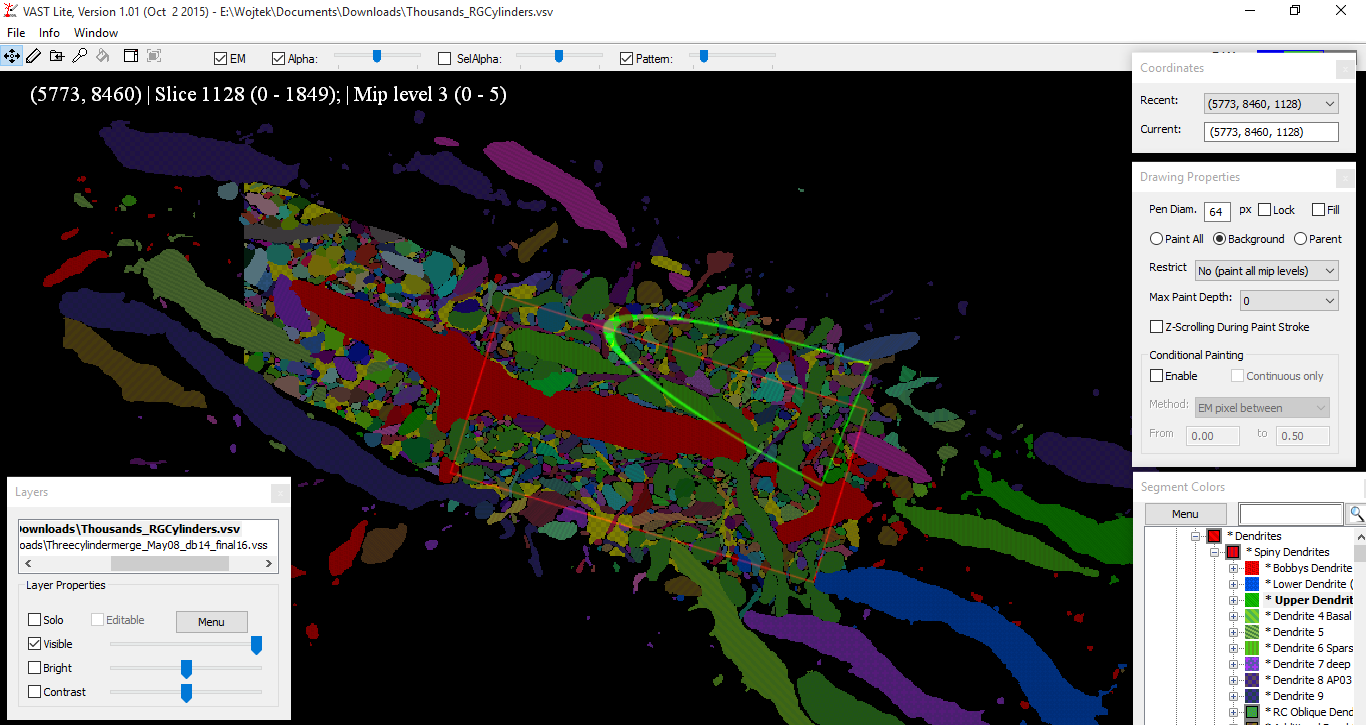 VAST Lite, Version 1.01 (Oct 2 2015) - E:\Wojtek\Documents\Downloads\Thousands_RGCylinders.vsv
File Info Window
EM Alpha: SelAlpha: Pattern:
(5773, 8460) | Slice 1128 (0 - 1849); | Mip level 3 (0 - 5)
Coordinates
Recent: (5773, 8460, 1128)
Current: (5773, 8460, 1128)
Drawing Properties
Pen Diam. 64 px Lock Fill
Paint All Background Parent
Restrict No (paint all mip levels)
Max Paint Depth: 0
Z-Scrolling During Paint Stroke
Conditional Painting
Enable Continuous only
Method: EM pixel between
From 0.00 to 0.50
Layers
ownloads\Thousands_RGCylinders.vsv
oads\Threecylindermerge_May08_db14_final16.vss
Layer Properties
Solo Editable Menu
Visible
Bright
Contrast
Segment Colors
Menu
* Dendrites
* Spiny Dendrites
* Bobbys Dendrite
* Lower Dendrite (
* Upper Dendrit
* Dendrite 4 Basal
* Dendrite 5
* Dendrite 6 Spars
* Dendrite 7 deep
* Dendrite 8 AP03
* Dendrite 9
* RC Oblique Dend